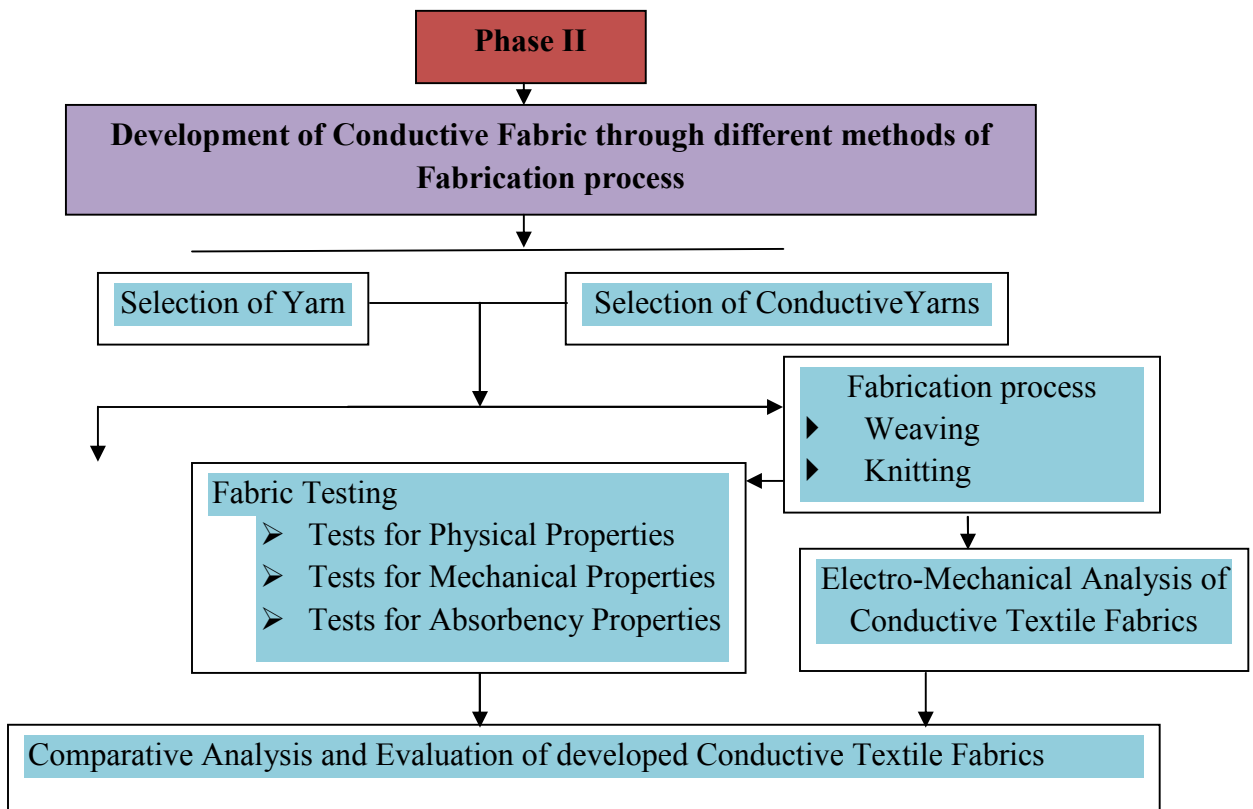 Phase II
Development of Conductive Fabric through different methods of
Fabrication process
Selection of Yarn
Selection of ConductiveYarns
Fabrication process
Weaving
Knitting
Fabric Testing
Tests for Physical Properties
Tests for Mechanical Properties
Tests for Absorbency Properties
Electro-Mechanical Analysis of
Conductive Textile Fabrics
Comparative Analysis and Evaluation of developed Conductive Textile Fabrics